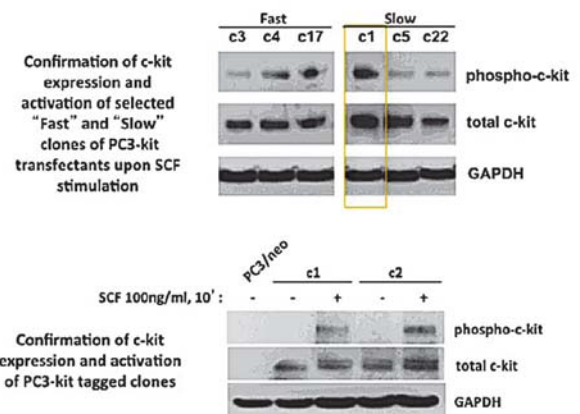 Fast Slow
c3 c4 c17 c1 c5 c22
Confirmation of c-kit
expression and
activation of selected
“Fast” and “Slow”
clones of PC3-kit
transfectants upon SCF
stimulation
phospho-c-kit
total c-kit
GAPDH
PC3/neo
c1 c2
SCF 100ng/ml, 10' : - - + - +
Confirmation of c-kit
expression and activation
of PC3-kit tagged clones
phospho-c-kit
total c-kit
GAPDH